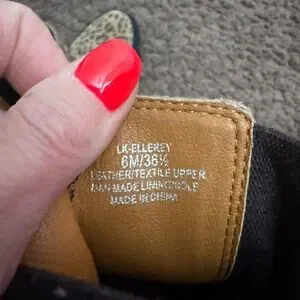 LK-ELLEREY
6M/36½
LEATHER/TEXTILE UPPER
MAN MADE LINING/SOLE
MADE IN CHINA